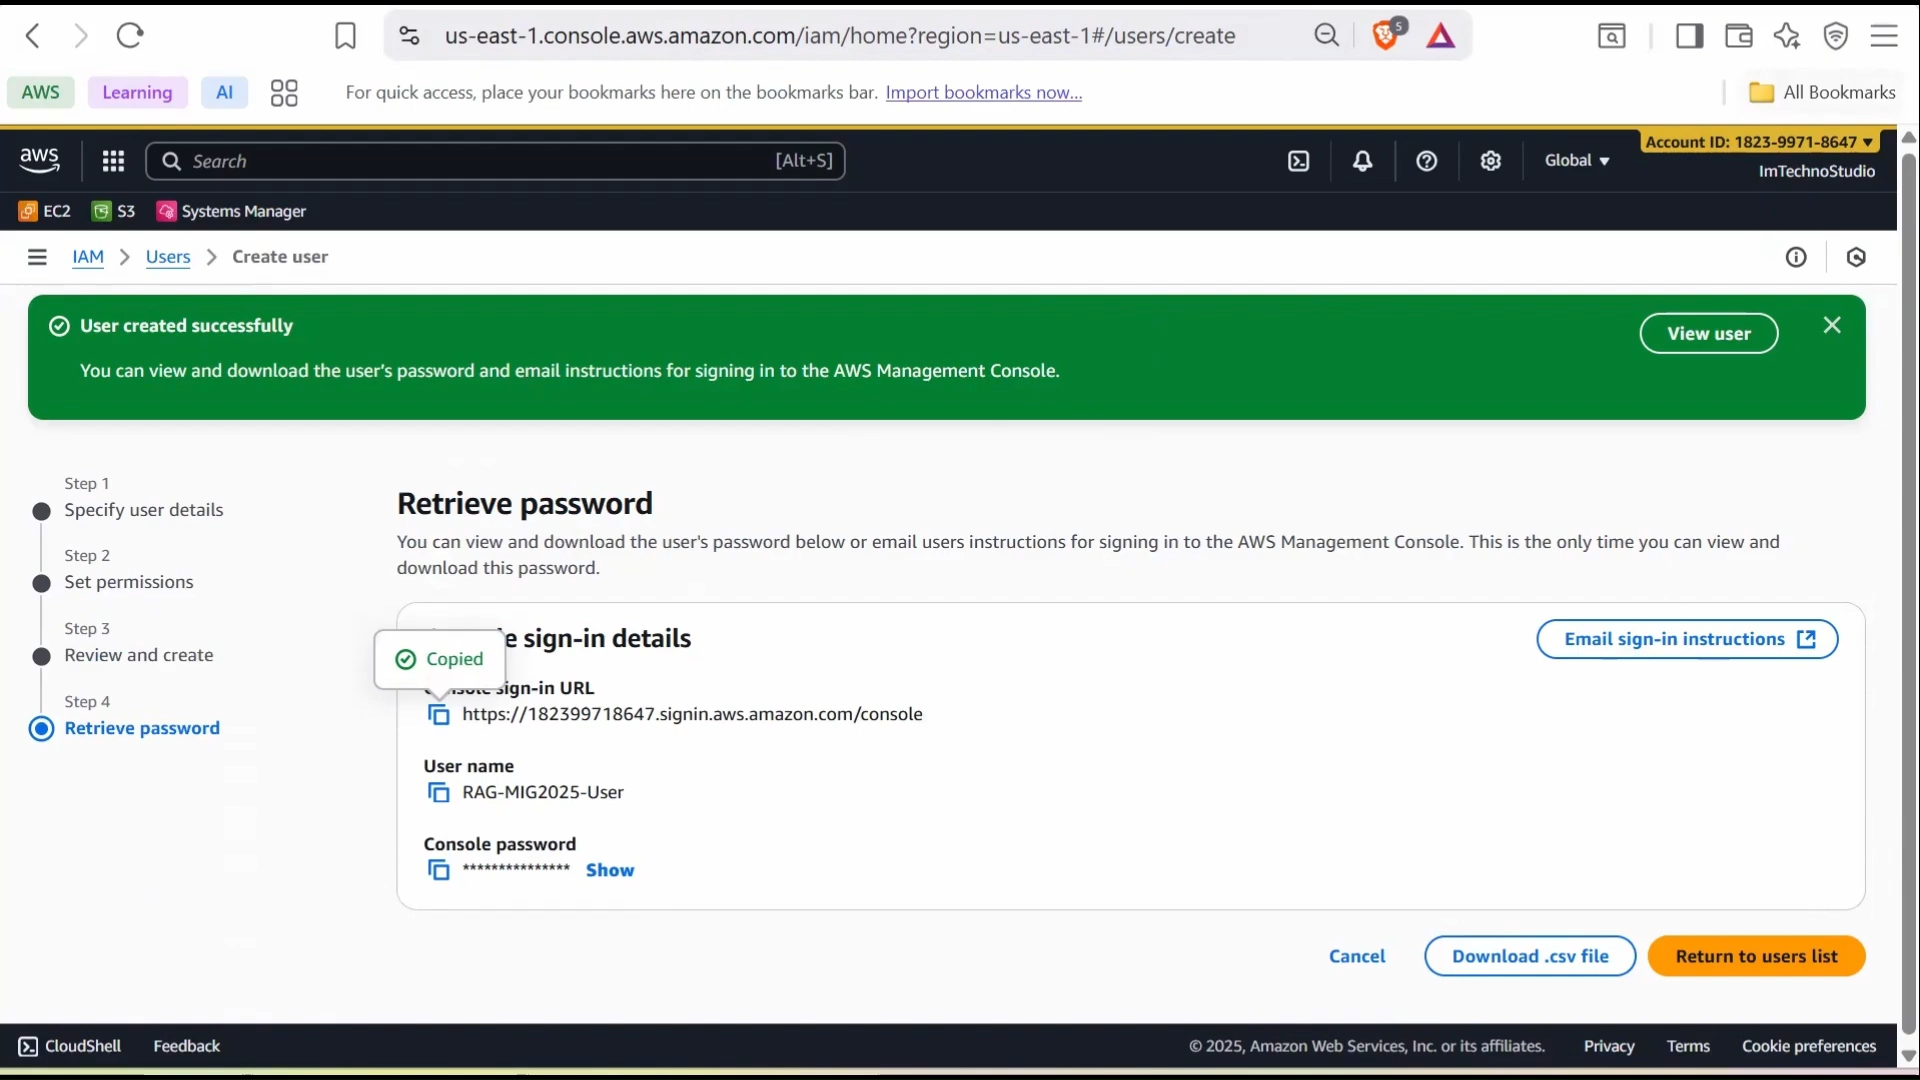 us-east-1.console.aws.amazon.com/iam/home?region=us-east-1#/users/create
5
AWS
Learning
AI
For quick access, place your bookmarks here on the bookmarks bar. Import bookmarks now...
All Bookmarks
aws
Search
[Alt+S]
Global
Account ID: 1823-9971-8647
ImTechnoStudio
EC2
S3
Systems Manager
IAM
Users
Create user
User created successfully
You can view and download the user's password and email instructions for signing in to the AWS Management Console.
View user
Step 1
Specify user details
Step 2
Set permissions
Step 3
Review and create
Step 4
Retrieve password
Retrieve password
You can view and download the user's password below or email users instructions for signing in to the AWS Management Console. This is the only time you can view and
download this password.
e sign-in details
Email sign-in instructions
Copied
Console sign-in URL
https://182399718647.signin.aws.amazon.com/console
User name
RAG-MIG2025-User
Console password
*************** Show
Cancel
Download .csv file
Return to users list
CloudShell
Feedback
© 2025, Amazon Web Services, Inc. or its affiliates.
Privacy
Terms
Cookie preferences